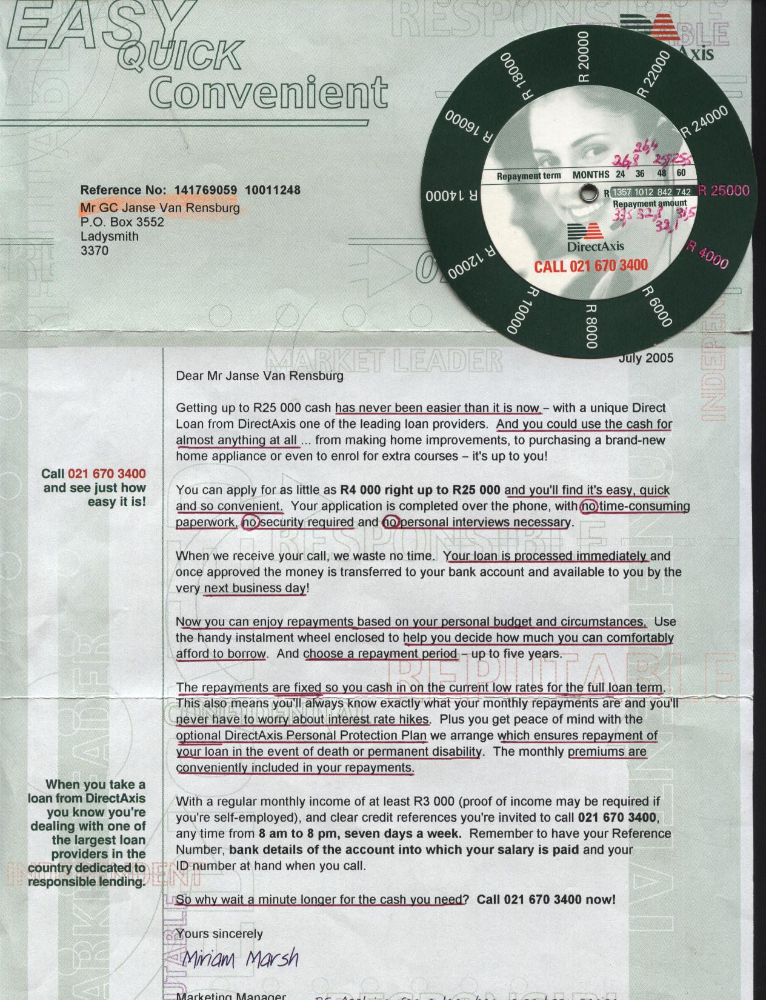 EASY
QUICK
Convenient
RESPONSIBLE
Axis
R 4000
R 6000
R 8000
R 10000
R 12000
R 14000
R 16000
R 18000
R 20000
R 22000
R 24000
R 25000
26,8 26,4 25,5
Repayment term MONTHS 24 36 48 60
R 1357 1012 842 742
Repayment amount
33,5 32,8 32,1 31,5
DirectAxis
CALL 021 670 3400
Reference No: 141769059 10011248
Mr GC Janse Van Rensburg
P.O. Box 3552
Ladysmith
3370
MARKET LEADER
July 2005
Dear Mr Janse Van Rensburg
Getting up to R25 000 cash has never been easier than it is now – with a unique Direct
Loan from DirectAxis one of the leading loan providers. And you could use the cash for
almost anything at all ... from making home improvements, to purchasing a brand-new
home appliance or even to enrol for extra courses – it's up to you!
Call 021 670 3400
and see just how
easy it is!
You can apply for as little as R4 000 right up to R25 000 and you'll find it's easy, quick
and so convenient. Your application is completed over the phone, with no time-consuming
paperwork, no security required and no personal interviews necessary.
RESPONSIBLE
When we receive your call, we waste no time. Your loan is processed immediately and
once approved the money is transferred to your bank account and available to you by the
very next business day!
Now you can enjoy repayments based on your personal budget and circumstances. Use
the handy instalment wheel enclosed to help you decide how much you can comfortably
afford to borrow. And choose a repayment period – up to five years.
REPUTABLE
The repayments are fixed so you cash in on the current low rates for the full loan term.
This also means you'll always know exactly what your monthly repayments are and you'll
never have to worry about interest rate hikes. Plus you get peace of mind with the
optional DirectAxis Personal Protection Plan we arrange which ensures repayment of
your loan in the event of death or permanent disability. The monthly premiums are
conveniently included in your repayments.
CONFIDENTIAL
When you take a
loan from DirectAxis
you know you're
dealing with one of
the largest loan
providers in the
country dedicated to
responsible lending.
INDEPENDENT
With a regular monthly income of at least R3 000 (proof of income may be required if
you're self-employed), and clear credit references you're invited to call 021 670 3400,
any time from 8 am to 8 pm, seven days a week. Remember to have your Reference
Number, bank details of the account into which your salary is paid and your
ID number at hand when you call.
So why wait a minute longer for the cash you need? Call 021 670 3400 now!
Yours sincerely
Miriam Marsh
Marketing Manager